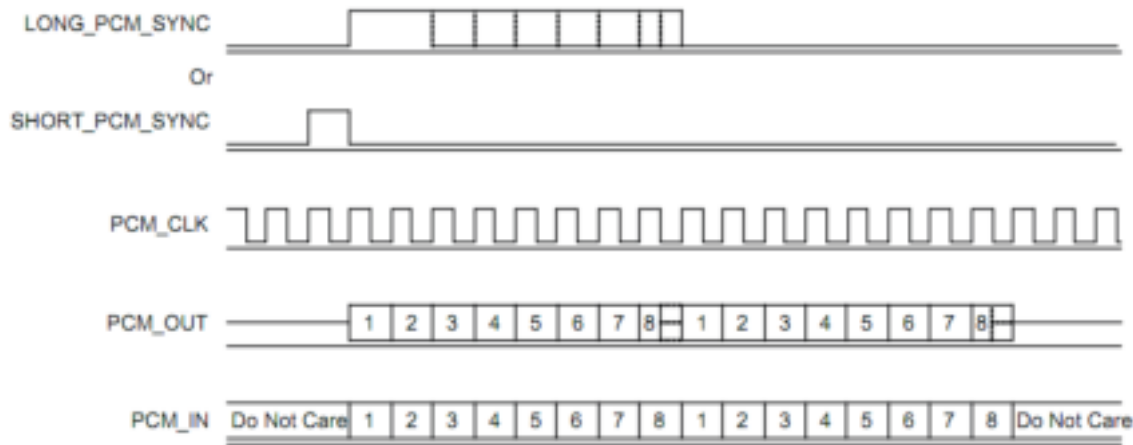 LONG_PCM_SYNC
Or
SHORT_PCM_SYNC
PCM_CLK
PCM_OUT 1 2 3 4 5 6 7 8 1 2 3 4 5 6 7 8
PCM_IN Do Not Care 1 2 3 4 5 6 7 8 1 2 3 4 5 6 7 8 Do Not Care